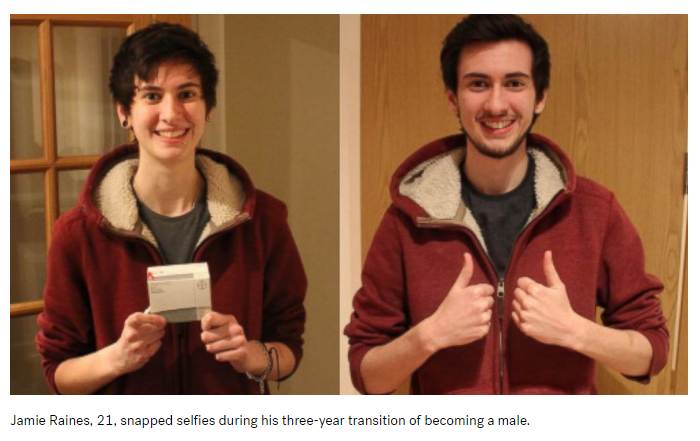 Jamie Raines, 21, snapped selfies during his three-year transition of becoming a male.